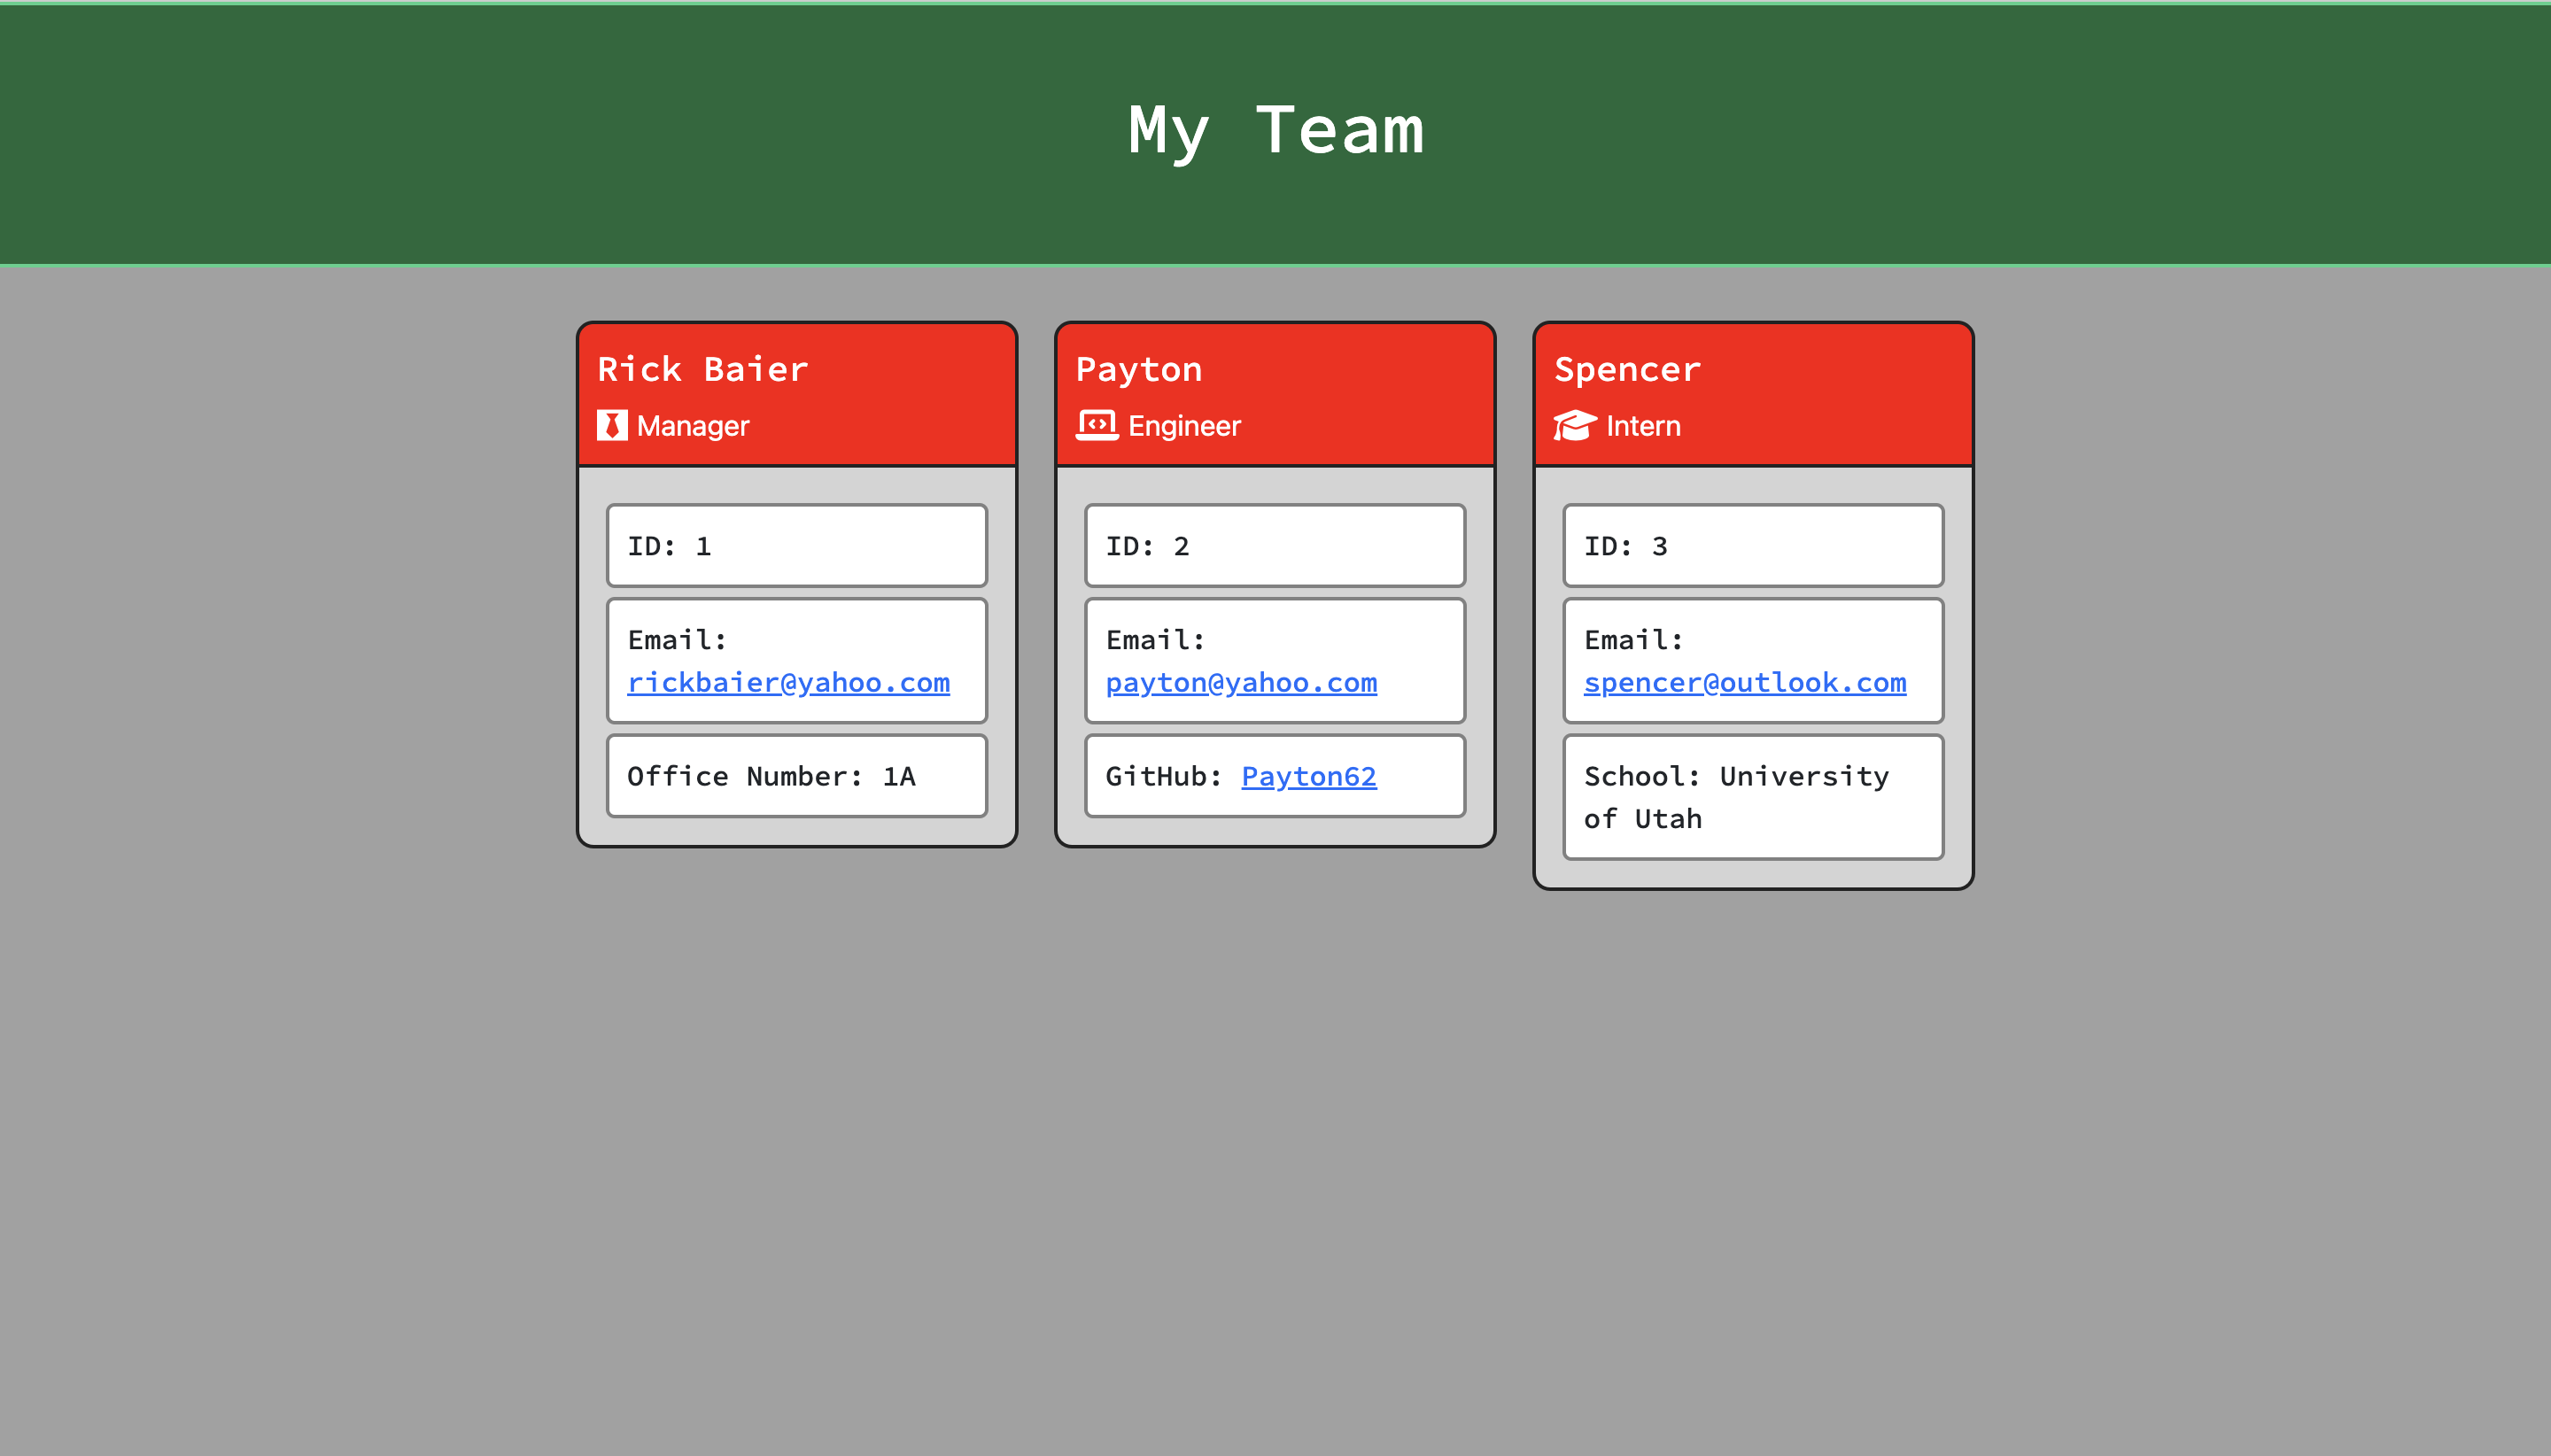 My Team
Rick Baier
Manager
ID: 1
Email:
rickbaier@yahoo.com
Office Number: 1A
Payton
Engineer
ID: 2
Email:
payton@yahoo.com
GitHub: Payton62
Spencer
Intern
ID: 3
Email:
spencer@outlook.com
School: University
of Utah